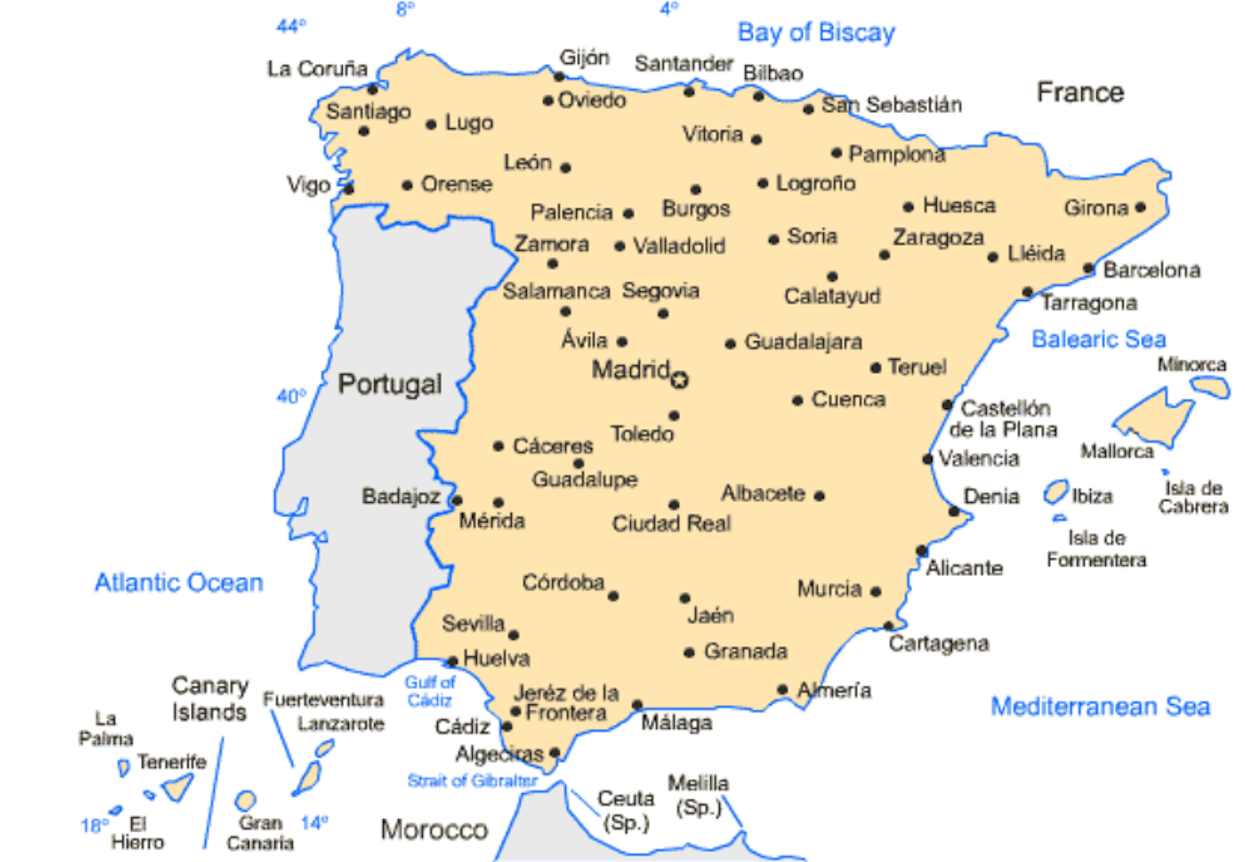 8°
4°
44°
Bay of Biscay
Gijón
Santander
La Coruña
Bilbao
France
Oviedo
San Sebastián
Santiago
Lugo
Vitoria
León
Pamplona
Vigo
Orense
Logroño
Palencia
Burgos
Huesca
Girona
Zamora
Valladolid
Soria
Zaragoza
Lléida
Barcelona
Salamanca
Segovia
Calatayud
Tarragona
Ávila
Guadalajara
Balearic Sea
Madrid
Teruel
Minorca
Portugal
40°
Cuenca
Castellón
de la Plana
Toledo
Cáceres
Mallorca
Valencia
Guadalupe
Badajoz
Albacete
Denia
Ibiza
Isla de
Cabrera
Mérida
Ciudad Real
Isla de
Formentera
Alicante
Atlantic Ocean
Córdoba
Murcia
Jaén
Sevilla
Cartagena
Huelva
Granada
Gulf of
Cádiz
Canary
Islands
Fuerteventura
Lanzarote
Jeréz de la
Frontera
Almería
Mediterranean Sea
La
Palma
Cádiz
Málaga
Tenerife
Algeciras
Strait of Gibralter
Melilla
(Sp.)
Ceuta
(Sp.)
18°
El
Hierro
Gran
Canaria
14°
Morocco